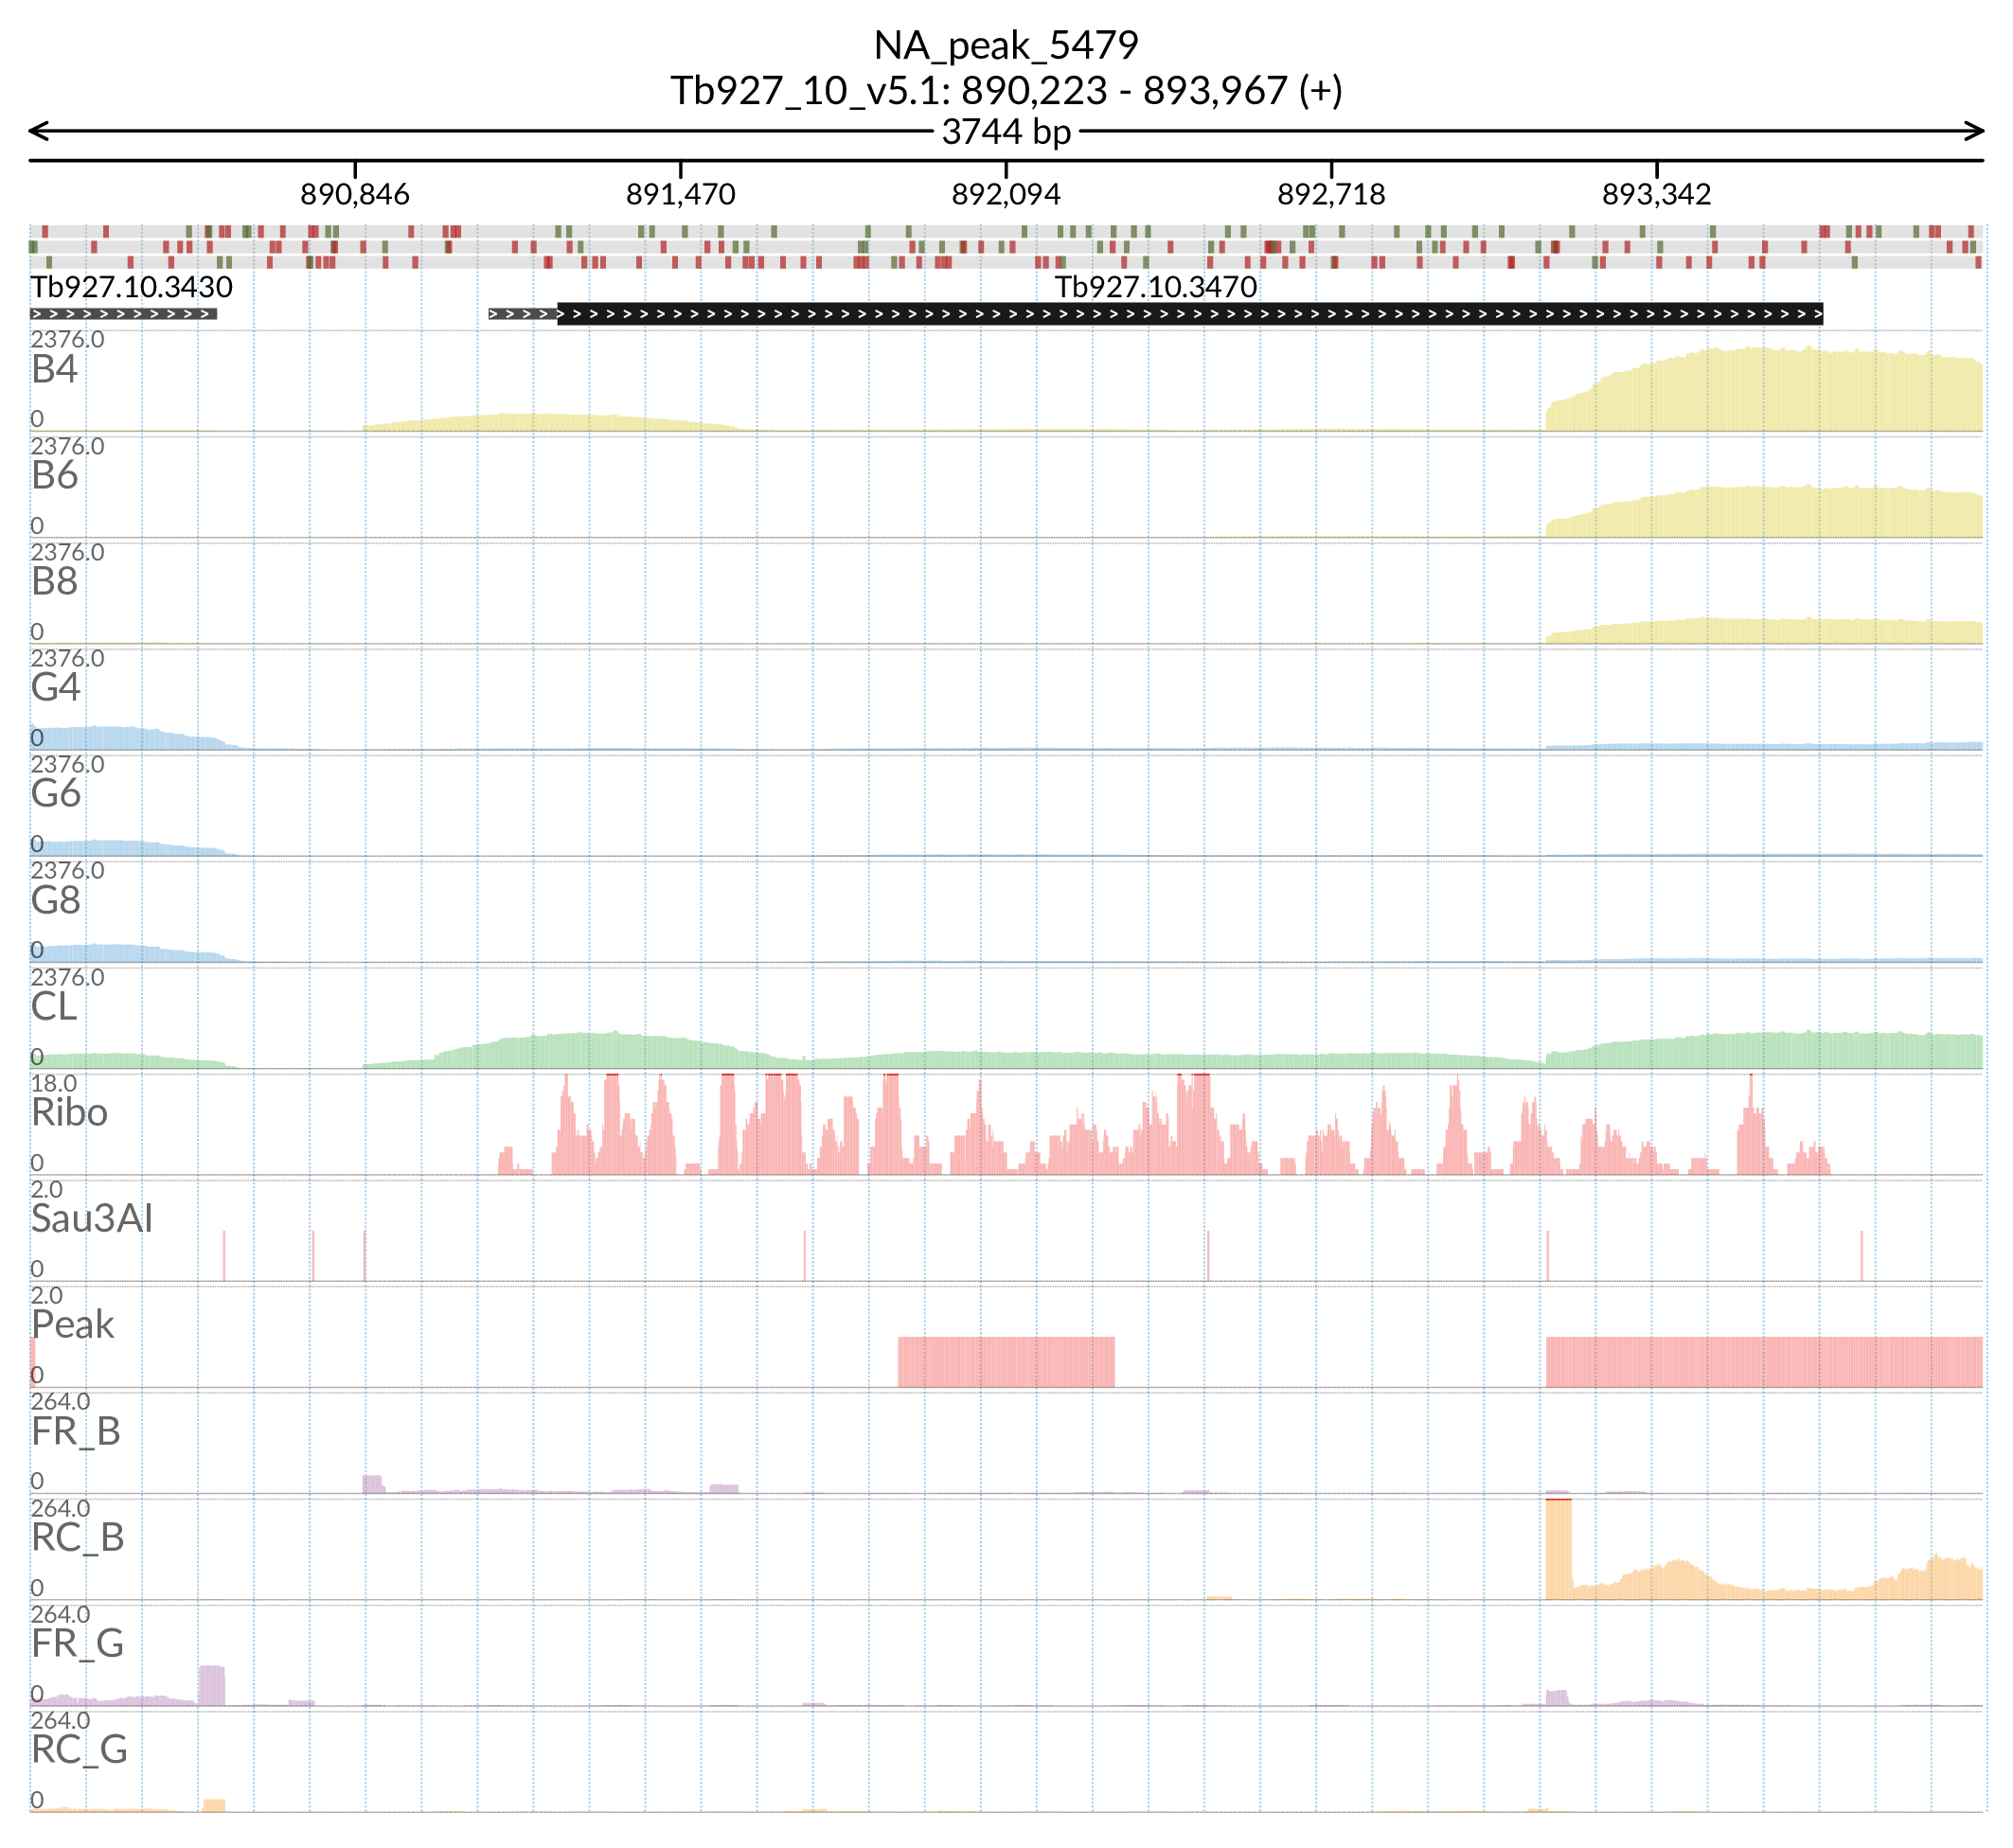 NA_peak_5479
Tb927_10_v5.1: 890,223 - 893,967 (+)
3744 bp
890,846 891,470 892,094 892,718 893,342
Tb927.10.3430 Tb927.10.3470
2376.0
B4
0
2376.0
B6
0
2376.0
B8
0
2376.0
G4
0
2376.0
G6
0
2376.0
G8
0
2376.0
CL
0
18.0
Ribo
0
2.0
Sau3AI
0
2.0
Peak
0
264.0
FR_B
0
264.0
RC_B
0
264.0
FR_G
0
264.0
RC_G
0